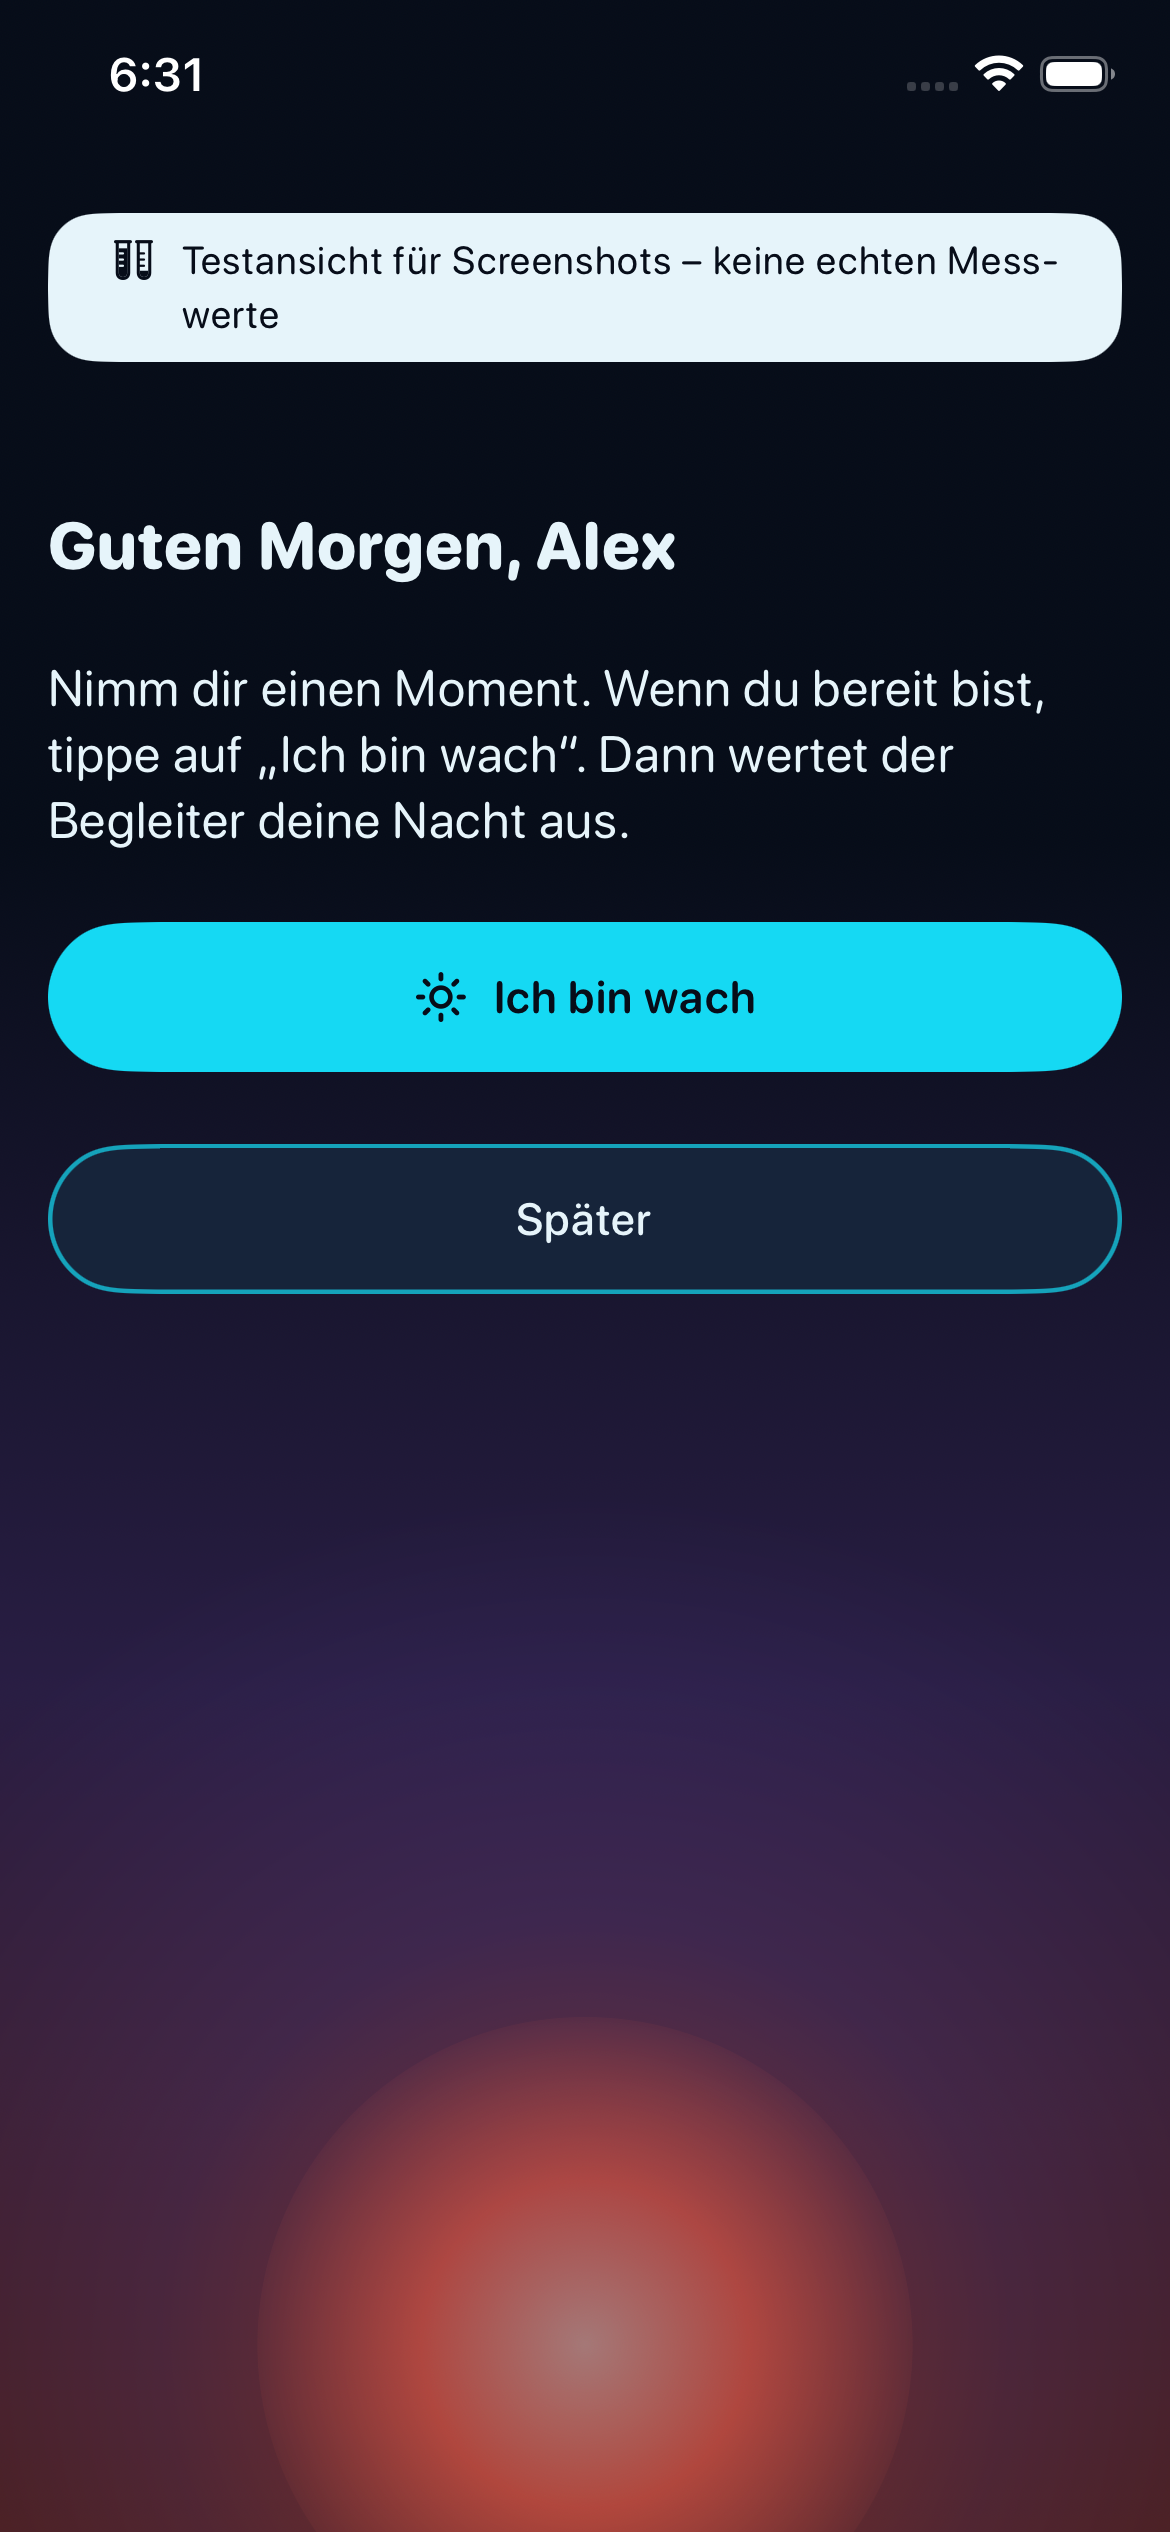 6:31
Testansicht für Screenshots – keine echten Mess-
werte
Guten Morgen, Alex
Nimm dir einen Moment. Wenn du bereit bist,
tippe auf „Ich bin wach“. Dann wertet der
Begleiter deine Nacht aus.
Ich bin wach
Später